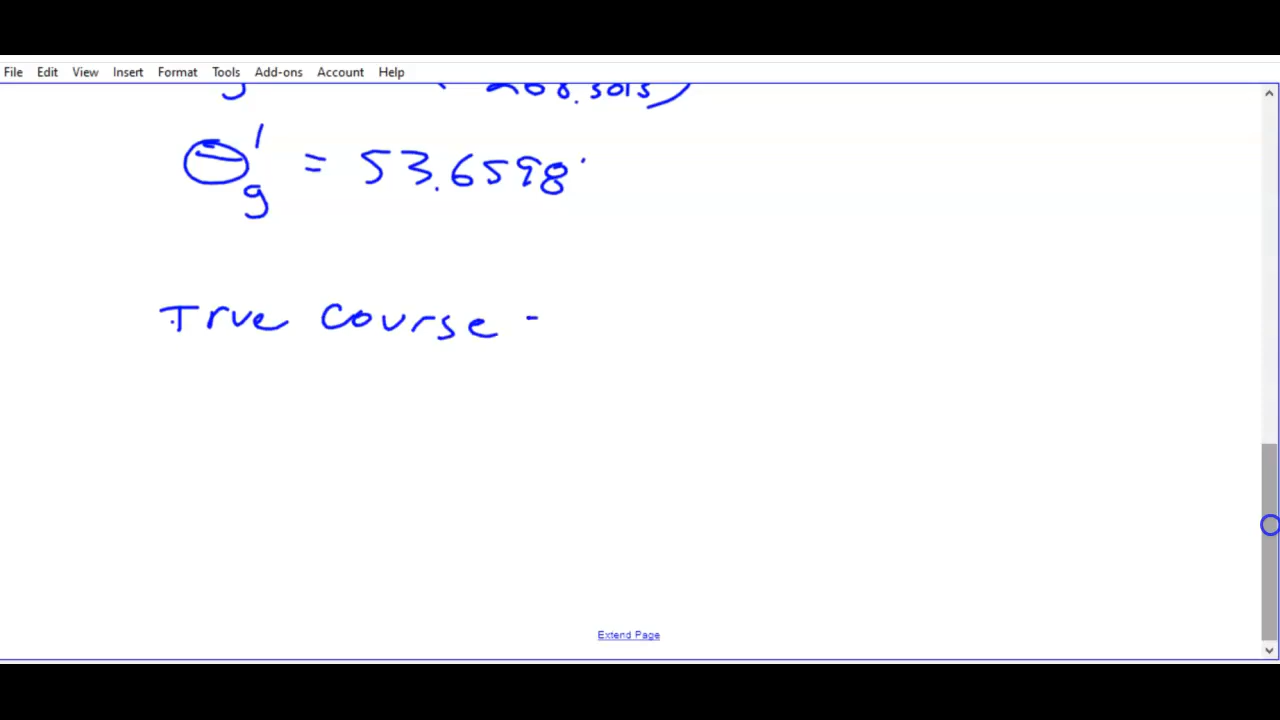 File Edit View Insert Format Tools Add-ons Account Help
θ'g = 53.6598°
True Course -
Extend Page